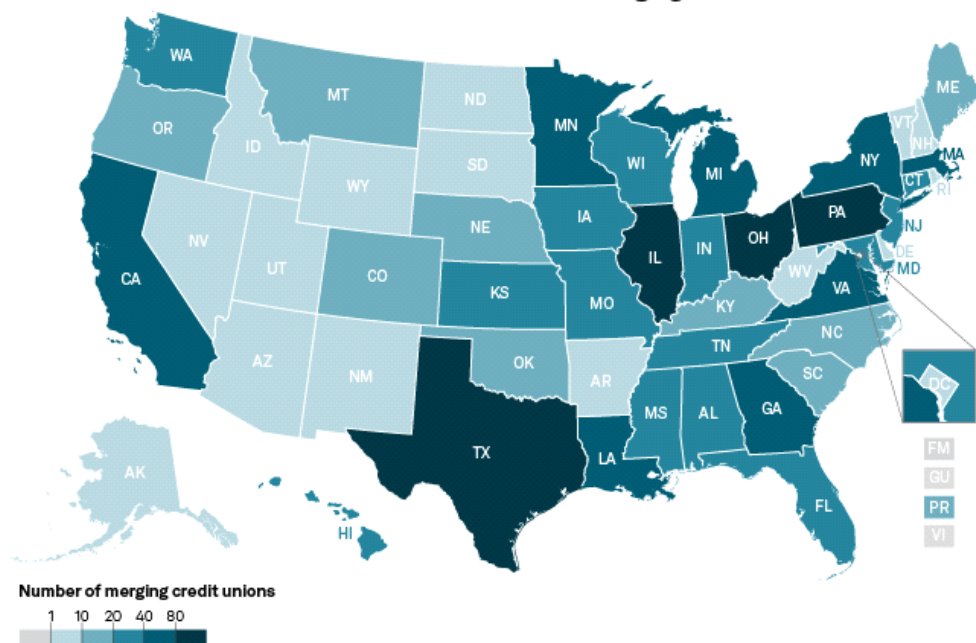 WA
MT
ND
MN
ME
OR
ID
SD
WI
MI
VT
NH
NY
MA
WY
CT
RI
NE
IA
PA
NJ
NV
UT
CO
IL
IN
OH
DE
MD
WV
CA
KS
MO
KY
VA
AZ
NM
OK
TN
NC
AR
SC
DC
MS
AL
GA
TX
LA
FM
GU
AK
FL
PR
HI
VI
Number of merging credit unions
1 10 20 40 80